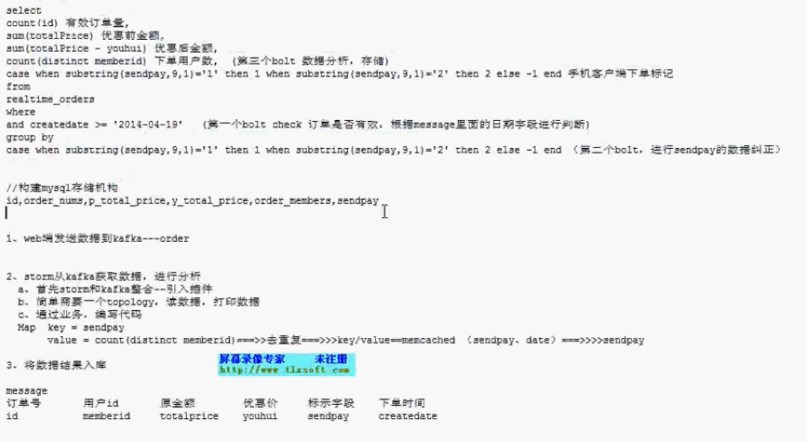 select
count(id) 有效订单量,
sum(totalPrice) 优惠前金额,
sum(totalPrice - youhui) 优惠后金额,
count(distinct memberid) 下单用户数, (第三个bolt 数据分析, 存储)
case when substring(sendpay,9,1)='1' then 1 when substring(sendpay,9,1)='2' then 2 else -1 end 手机客户端下单标记
from
realtime_orders
where
and createdate >= '2014-04-19' (第一个bolt check 订单是否有效, 根据message里面的日期字段进行判断)
group by
case when substring(sendpay,9,1)='1' then 1 when substring(sendpay,9,1)='2' then 2 else -1 end （第二个bolt, 进行sendpay的数据纠正）
//构建mysql存储机构
id,order_nums,p_total_price,y_total_price,order_members,sendpay
1、web端发送数据到kafka---order
2、storm从kafka获取数据, 进行分析
a、首先storm和kafka整合--引入插件
b、简单需要一个topology, 读数据, 打印数据
c、通过业务, 编写代码
Map key = sendpay
value = count(distinct memberid)===>>去重复===>>>key/value==memcached （sendpay、date）===>>>>sendpay
3、将数据结果入库
屏幕录像专家 未注册
http://www.tlxsoft.com
message
订单号 用户id 原金额 优惠价 标示字段 下单时间
id memberid totalprice youhui sendpay createdate